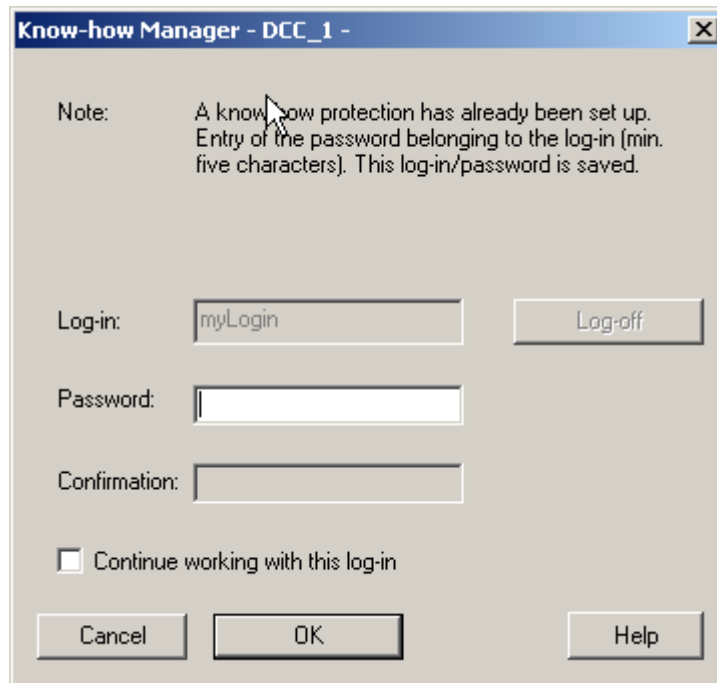 Know-how Manager - DCC_1 -
Note: A know-how protection has already been set up.
Entry of the password belonging to the log-in (min.
five characters). This log-in/password is saved.
Log-in: myLogin Log-off
Password:
Confirmation:
Continue working with this log-in
Cancel OK Help